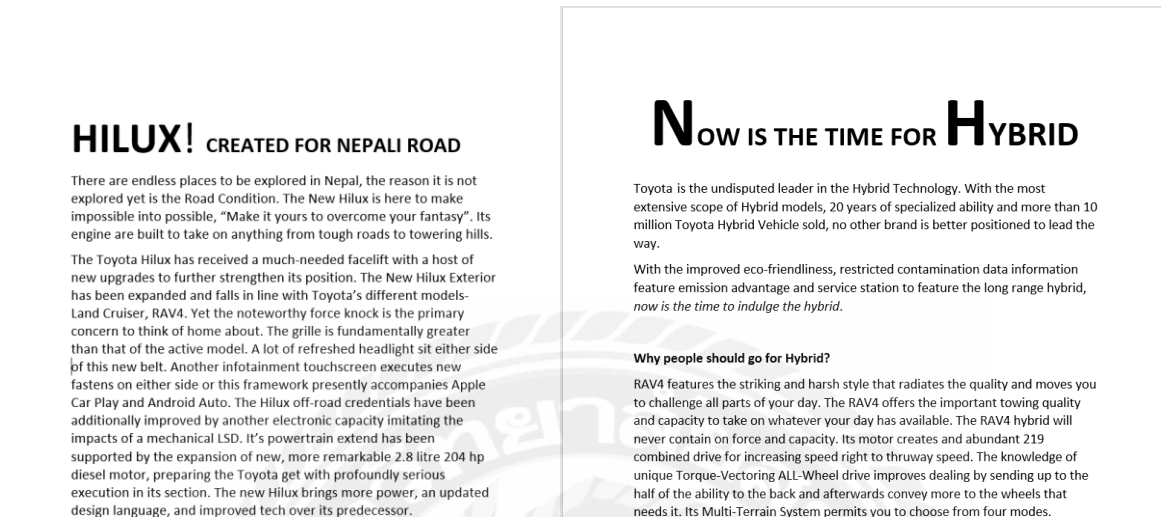 HILUX! CREATED FOR NEPALI ROAD
There are endless places to be explored in Nepal, the reason it is not
explored yet is the Road Condition. The New Hilux is here to make
impossible into possible, “Make it yours to overcome your fantasy”. Its
engine are built to take on anything from tough roads to towering hills.
The Toyota Hilux has received a much-needed facelift with a host of
new upgrades to further strengthen its position. The New Hilux Exterior
has been expanded and falls in line with Toyota’s different models-
Land Cruiser, RAV4. Yet the noteworthy force knock is the primary
concern to think of home about. The grille is fundamentally greater
than that of the active model. A lot of refreshed headlight sit either side
of this new belt. Another infotainment touchscreen executes new
fastens on either side or this framework presently accompanies Apple
Car Play and Android Auto. The Hilux off-road credentials have been
additionally improved by another electronic capacity imitating the
impacts of a mechanical LSD. It’s powertrain extend has been
supported by the expansion of new, more remarkable 2.8 litre 204 hp
diesel motor, preparing the Toyota get with profoundly serious
execution in its section. The new Hilux brings more power, an updated
design language, and improved tech over its predecessor.
NOW IS THE TIME FOR HYBRID
Toyota is the undisputed leader in the Hybrid Technology. With the most
extensive scope of Hybrid models, 20 years of specialized ability and more than 10
million Toyota Hybrid Vehicle sold, no other brand is better positioned to lead the
way.
With the improved eco-friendliness, restricted contamination data information
feature emission advantage and service station to feature the long range hybrid,
now is the time to indulge the hybrid.
Why people should go for Hybrid?
RAV4 features the striking and harsh style that radiates the quality and moves you
to challenge all parts of your day. The RAV4 offers the important towing quality
and capacity to take on whatever your day has available. The RAV4 hybrid will
never contain on force and capacity. Its motor creates and abundant 219
combined drive for increasing speed right to thruway speed. The knowledge of
unique Torque-Vectoring ALL-Wheel drive improves dealing by sending up to the
half of the ability to the back and afterwards convey more to the wheels that
needs it. Its Multi-Terrain System permits you to choose from four modes.